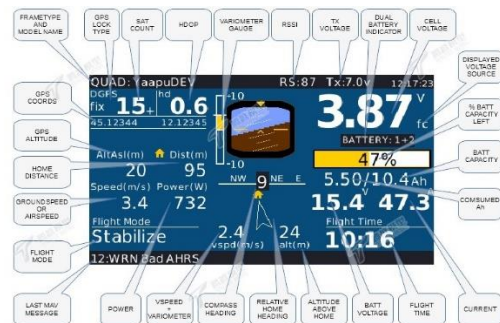 FRAMETYPE AND MODEL NAME
GPS LOCK TYPE
SAT COUNT
HDOP
VARIOMETER GAUGE
RSSI
TX VOLTAGE
DUAL BATTERY INDICATOR
CELL VOLTAGE
QUAD: YaapuDEV RS:87 Tx:7.0v 12:17:23
DGPS fix 15+ hd 0.6
45.12344 12.12345
10
3.87 V fc
BATTERY: 1+2
47%
5.50/10.4 Ah
AltAsl(m) Dist(m)
20 95
-10
Speed(m/s) Power(W)
3.4 732
NW NE E
9
15.4 V 47.3
Flight Mode
Stabilize
2.4 24
vspd(m/s) alt(m)
Flight Time
10:16
12:WRN Bad AHRS
GPS COORDS
GPS ALTITUDE
HOME DISTANCE
GROUNDSPEED OR AIRSPEED
FLIGHT MODE
LAST MAV MESSAGE
DISPLAYED VOLTAGE SOURCE
% BATT CAPACITY LEFT
BATT CAPACITY
COMSUMED Ah
POWER
VSPEED + VARIOMETER
COMPASS HEADING
RELATIVE HOME HEADING
ALTITUDE ABOVE HOME
BATT VOLTAGE
FLIGHT TIME
CURRENT